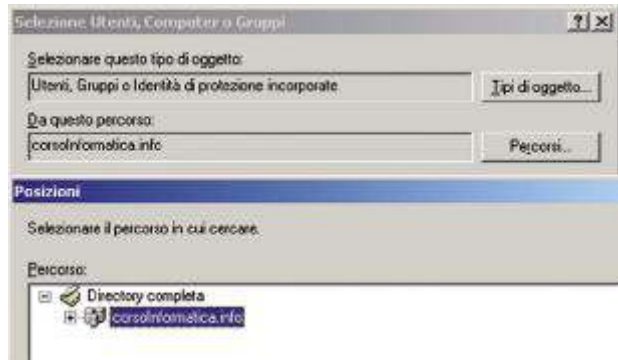 Selezione Utenti, Computer o Gruppi
Selezionare questo tipo di oggetto:
Utenti, Gruppi o Identità di protezione incorporate
Tipi di oggetto...
Da questo percorso:
corsoInformatica.info
Percorsi...
Posizioni
Selezionare il percorso in cui cercare.
Percorso:
Directory completa
corsoInformatica.info